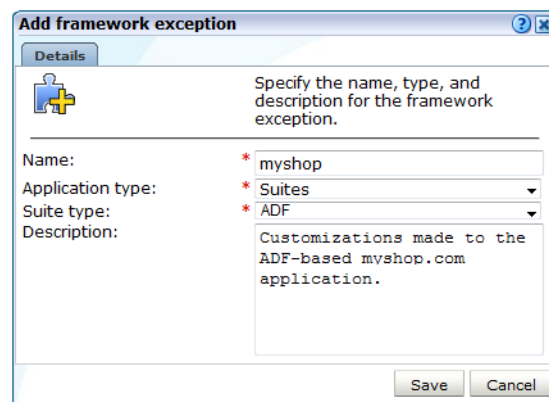 Add framework exception
Details
Specify the name, type, and
description for the framework
exception.
Name: * myshop
Application type: * Suites
Suite type: * ADF
Description:
Customizations made to the
ADF-based myshop.com
application.
Save Cancel